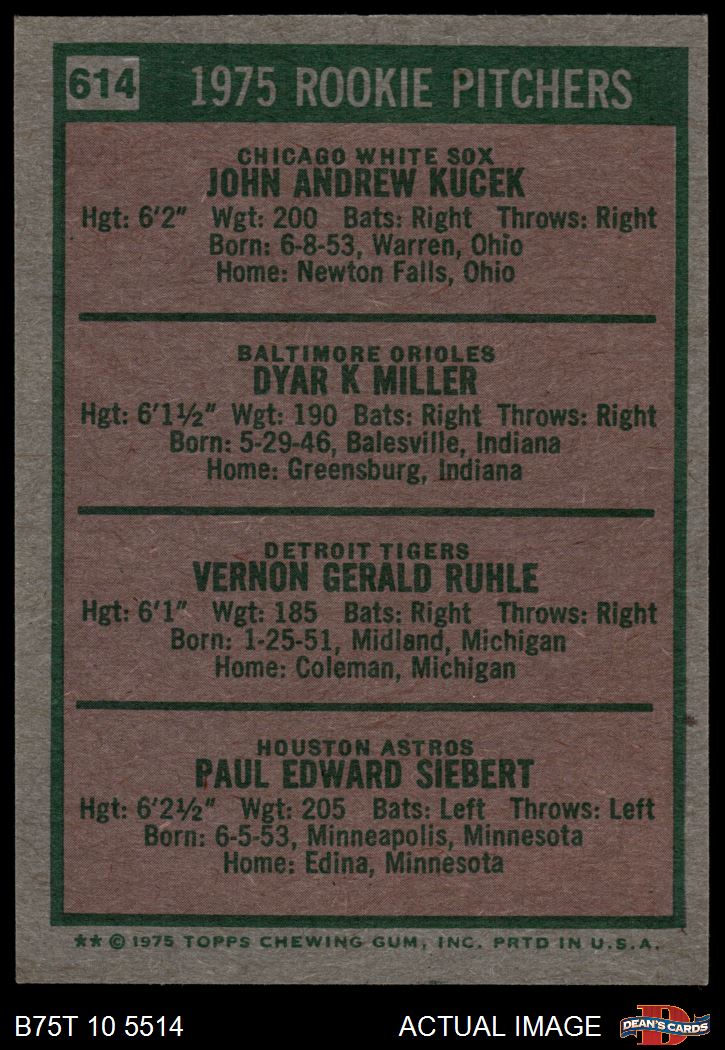 614
1975 ROOKIE PITCHERS
CHICAGO WHITE SOX
JOHN ANDREW KUCEK
Hgt: 6'2" Wgt: 200 Bats: Right Throws: Right
Born: 6-8-53, Warren, Ohio
Home: Newton Falls, Ohio
BALTIMORE ORIOLES
DYAR K MILLER
Hgt: 6'1½" Wgt: 190 Bats: Right Throws: Right
Born: 5-29-46, Balesville, Indiana
Home: Greensburg, Indiana
DETROIT TIGERS
VERNON GERALD RUHLE
Hgt: 6'1" Wgt: 185 Bats: Right Throws: Right
Born: 1-25-51, Midland, Michigan
Home: Coleman, Michigan
HOUSTON ASTROS
PAUL EDWARD SIEBERT
Hgt: 6'2½" Wgt: 205 Bats: Left Throws: Left
Born: 6-5-53, Minneapolis, Minnesota
Home: Edina, Minnesota
** © 1975 TOPPS CHEWING GUM, INC. PRTD IN U.S.A.
B75T 10 5514
ACTUAL IMAGE
D
DEAN'S CARDS